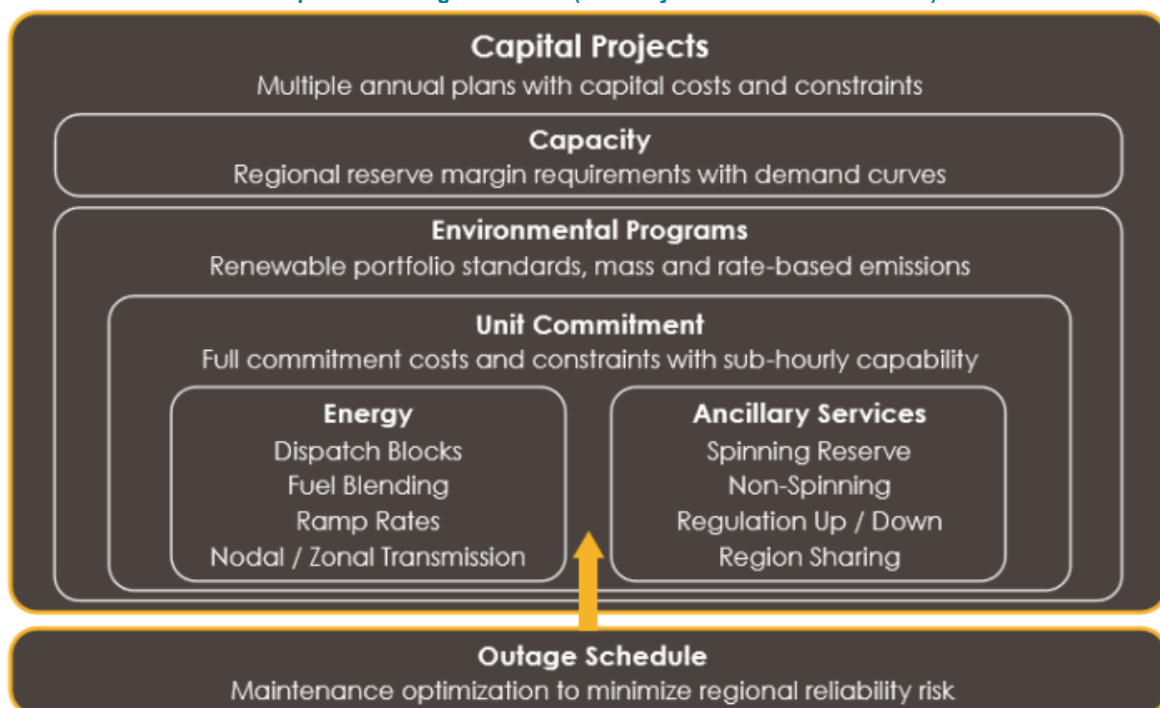 Capital Projects
Multiple annual plans with capital costs and constraints
Capacity
Regional reserve margin requirements with demand curves
Environmental Programs
Renewable portfolio standards, mass and rate-based emissions
Unit Commitment
Full commitment costs and constraints with sub-hourly capability
Energy
Dispatch Blocks
Fuel Blending
Ramp Rates
Nodal / Zonal Transmission
Ancillary Services
Spinning Reserve
Non-Spinning
Regulation Up / Down
Region Sharing
Outage Schedule
Maintenance optimization to minimize regional reliability risk